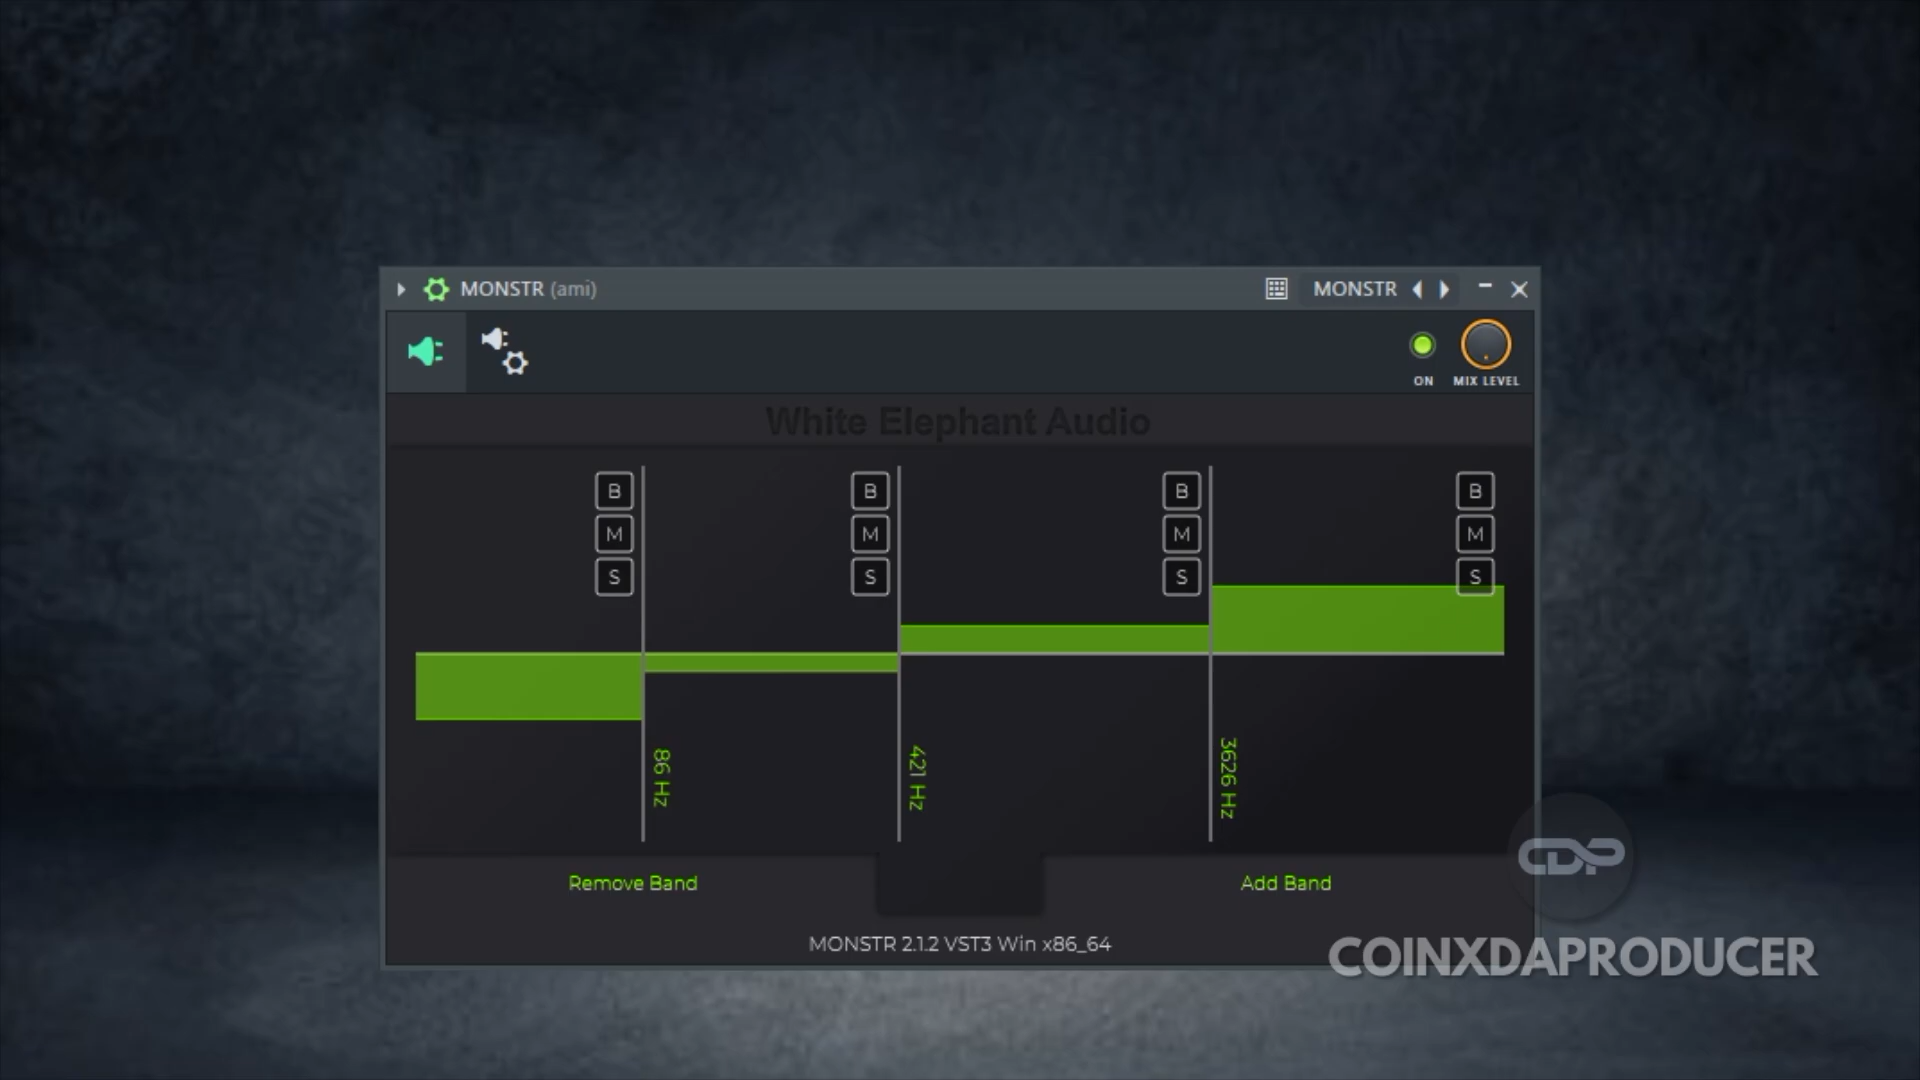 MONSTR (ami)
MONSTR
ON
MIX LEVEL
White Elephant Audio
B
M
S
B
M
S
B
M
S
B
M
S
86 Hz
421 Hz
3626 Hz
Remove Band
Add Band
MONSTR 2.1.2 VST3 Win x86_64
CDP
COINXDAPRODUCER